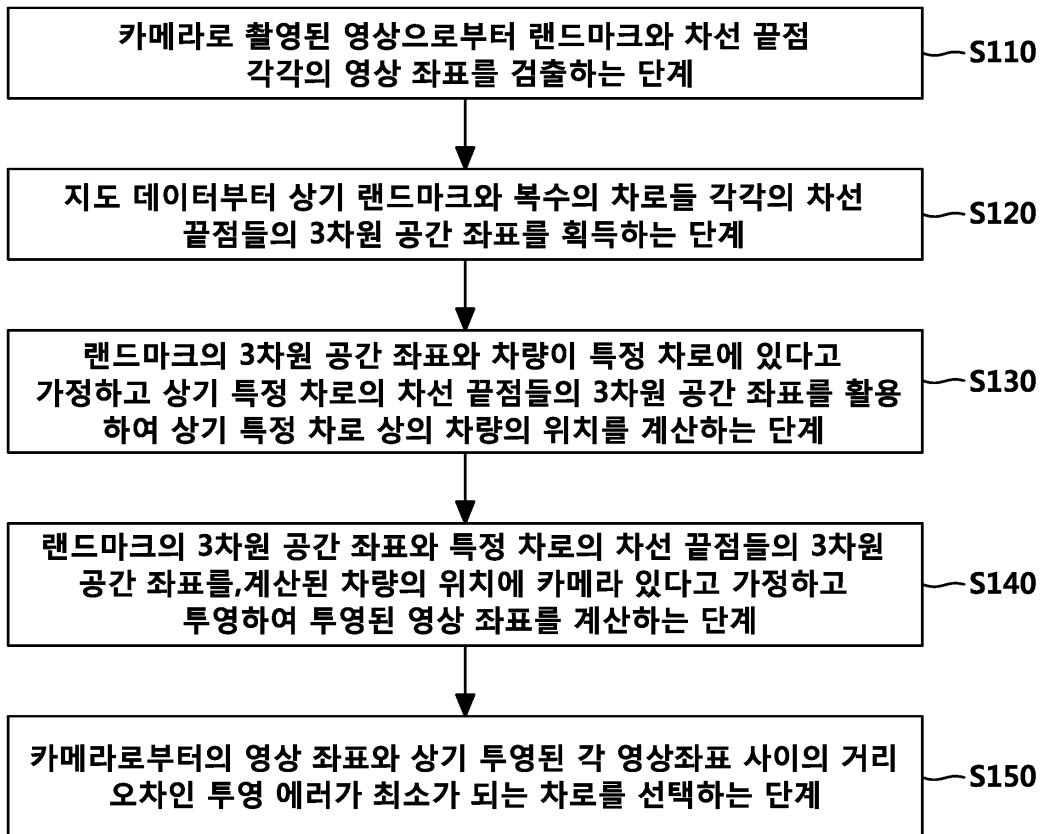 카메라로 촬영된 영상으로부터 랜드마크와 차선 끝점
각각의 영상 좌표를 검출하는 단계
S110
지도 데이터부터 상기 랜드마크와 복수의 차로들 각각의 차선
끝점들의 3차원 공간 좌표를 획득하는 단계
S120
랜드마크의 3차원 공간 좌표와 차량이 특정 차로에 있다고
가정하고 상기 특정 차로의 차선 끝점들의 3차원 공간 좌표를 활용
하여 상기 특정 차로 상의 차량의 위치를 계산하는 단계
S130
랜드마크의 3차원 공간 좌표와 특정 차로의 차선 끝점들의 3차원
공간 좌표를,계산된 차량의 위치에 카메라 있다고 가정하고
투영하여 투영된 영상 좌표를 계산하는 단계
S140
카메라로부터의 영상 좌표와 상기 투영된 각 영상좌표 사이의 거리
오차인 투영 에러가 최소가 되는 차로를 선택하는 단계
S150